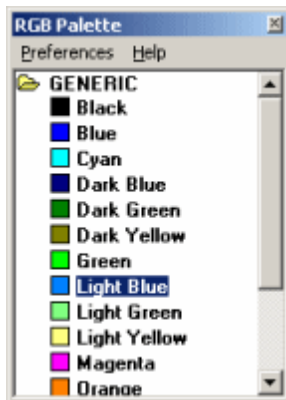 RGB Palette
Preferences Help
GENERIC
Black
Blue
Cyan
Dark Blue
Dark Green
Dark Yellow
Green
Light Blue
Light Green
Light Yellow
Magenta
Orange